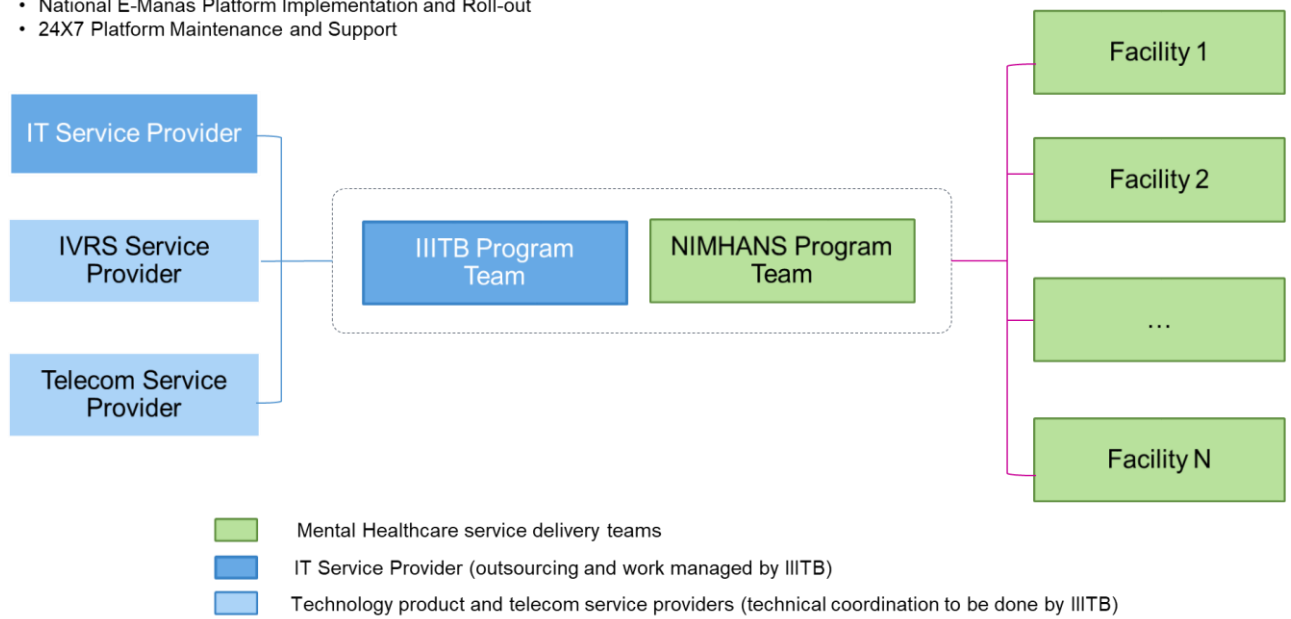 • National E-Manas Platform Implementation and Roll-out
• 24X7 Platform Maintenance and Support
Facility 1
IT Service Provider
Facility 2
IVRS Service
Provider
IIITB Program
Team
NIMHANS Program
Team
...
Telecom Service
Provider
Facility N
Mental Healthcare service delivery teams
IT Service Provider (outsourcing and work managed by IIITB)
Technology product and telecom service providers (technical coordination to be done by IIITB)